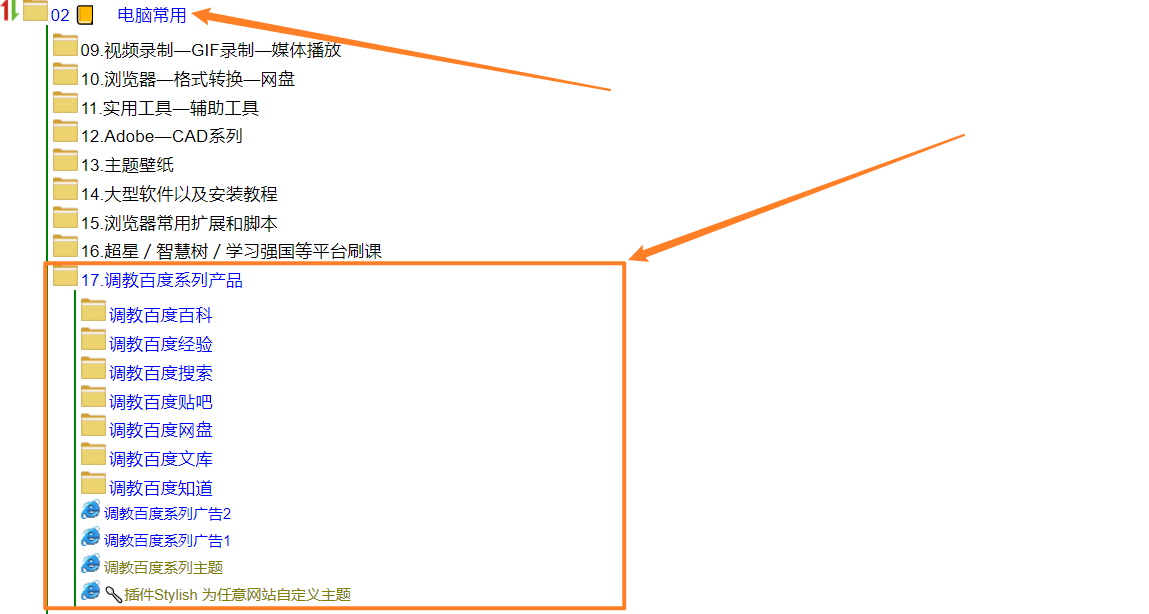 02 电脑常用
09.视频录制—GIF录制—媒体播放
10.浏览器—格式转换—网盘
11.实用工具—辅助工具
12.Adobe—CAD系列
13.主题壁纸
14.大型软件以及安装教程
15.浏览器常用扩展和脚本
16.超星 / 智慧树 / 学习强国等平台刷课
17.调教百度系列产品
调教百度百科
调教百度经验
调教百度搜索
调教百度贴吧
调教百度网盘
调教百度文库
调教百度知道
调教百度系列广告2
调教百度系列广告1
调教百度系列主题
插件Stylish 为任意网站自定义主题